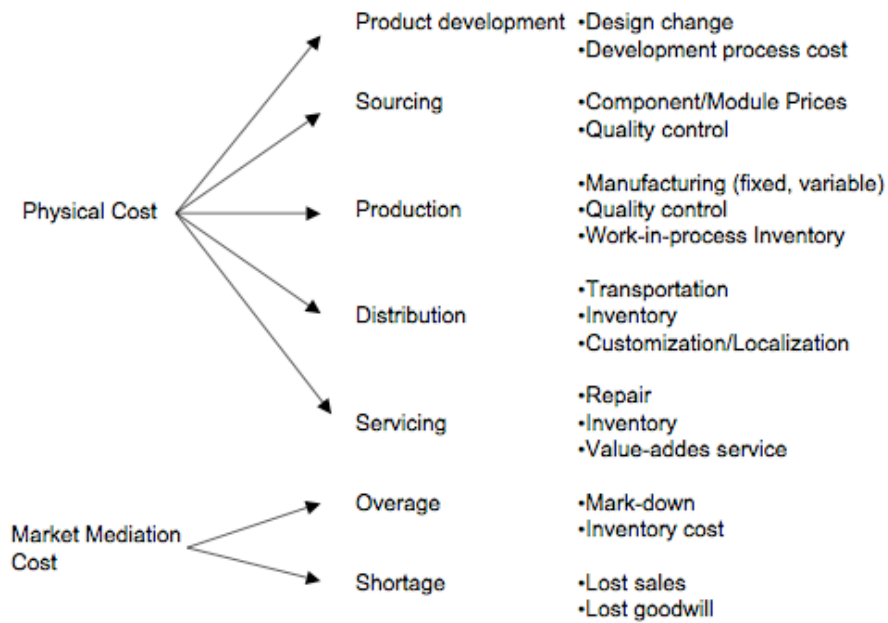 Product development
•Design change
•Development process cost
Sourcing
•Component/Module Prices
•Quality control
Physical Cost
Production
•Manufacturing (fixed, variable)
•Quality control
•Work-in-process Inventory
Distribution
•Transportation
•Inventory
•Customization/Localization
Servicing
•Repair
•Inventory
•Value-addes service
Market Mediation
Cost
Overage
•Mark-down
•Inventory cost
Shortage
•Lost sales
•Lost goodwill